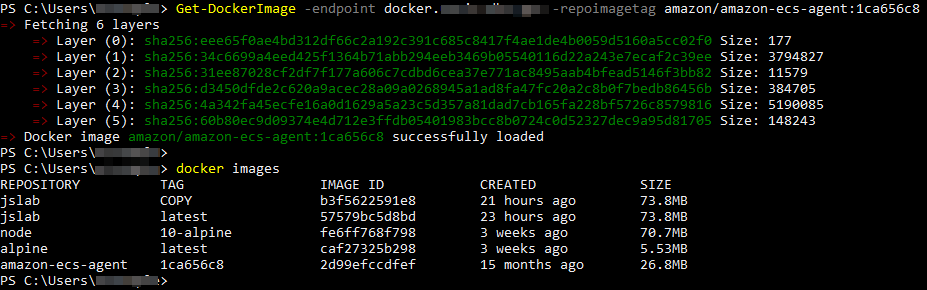 PS C:\Users\ > Get-DockerImage -endpoint docker. -repoimagetag amazon/amazon-ecs-agent:1ca656c8
=> Fetching 6 layers
=> Layer (0): sha256:eee65f0ae4bd312df66c2a192c391c685c8417f4ae1de4b0059d5160a5cc02f0 Size: 177
=> Layer (1): sha256:34c6699a4eed425f1364b71abb294eeb3469b05540116d22a243e7ecaf2c39ee Size: 3794827
=> Layer (2): sha256:31ee87028cf2df7f177a606c7cdbd6cea37e771ac8495aab4bfead5146f3bb82 Size: 11579
=> Layer (3): sha256:d3450dfde2c620a9acec28a09a0268945a1ad8fa47fc20a2c8b0f7bedb86456b Size: 384705
=> Layer (4): sha256:4a342fa45ecfe16a0d1629a5a23c5d357a81dad7cb165fa228bf5726c8579816 Size: 5190085
=> Layer (5): sha256:60b80ec9d09374e4d712e3ffdb05401983bcc8b0724c0d52327dec9a95d81705 Size: 148243
=> Docker image amazon/amazon-ecs-agent:1ca656c8 successfully loaded
PS C:\Users\ >
PS C:\Users\ > docker images
REPOSITORY TAG IMAGE ID CREATED SIZE
jslab COPY b3f5622591e8 21 hours ago 73.8MB
jslab latest 57579bc5d8bd 23 hours ago 73.8MB
node 10-alpine fe6ff768f798 3 weeks ago 70.7MB
alpine latest caf27325b298 3 weeks ago 5.53MB
amazon-ecs-agent 1ca656c8 2d99efccdfef 15 months ago 26.8MB
PS C:\Users\ >